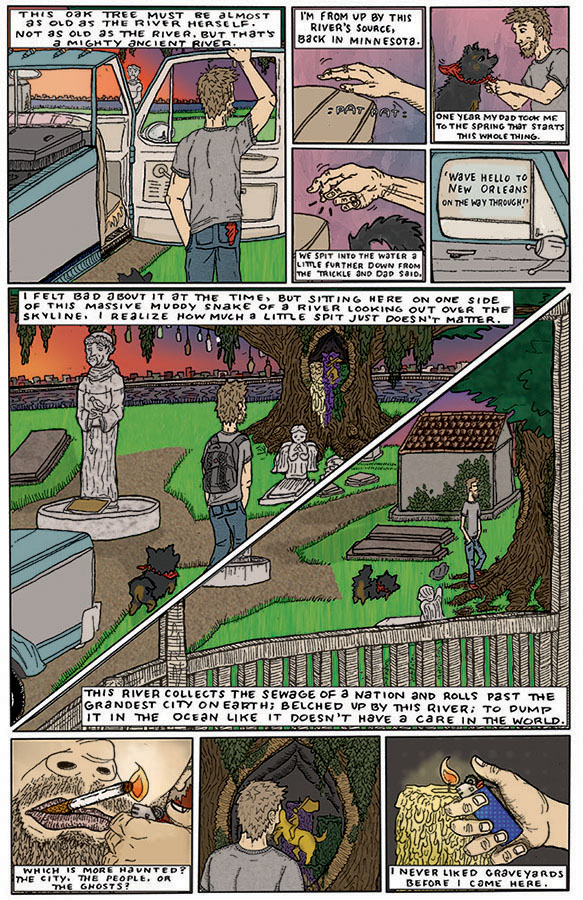 THIS OAK TREE MUST BE ALMOST
AS OLD AS THE RIVER HERSELF.
NOT AS OLD AS THE RIVER, BUT THAT'S
A MIGHTY ANCIENT RIVER.
I'M FROM UP BY THIS
RIVER'S SOURCE,
BACK IN MINNESOTA.
:PAT PAT:
ONE YEAR MY DAD TOOK ME
TO THE SPRING THAT STARTS
THIS WHOLE THING.
WE SPIT INTO THE WATER A
LITTLE FURTHER DOWN FROM
THE TRICKLE AND DAD SAID,
'WAVE HELLO TO
NEW ORLEANS
ON THE WAY THROUGH!'
I FELT BAD ABOUT IT AT THE TIME, BUT SITTING HERE ON ONE SIDE
OF THIS MASSIVE MUDDY SNAKE OF A RIVER LOOKING OUT OVER THE
SKYLINE, I REALIZE HOW MUCH A LITTLE SPIT JUST DOESN'T MATTER.
THIS RIVER COLLECTS THE SEWAGE OF A NATION AND ROLLS PAST THE
GRANDEST CITY ON EARTH; BELCHED UP BY THIS RIVER; TO DUMP
IT IN THE OCEAN LIKE IT DOESN'T HAVE A CARE IN THE WORLD.
WHICH IS MORE HAUNTED?
THE CITY, THE PEOPLE, OR
THE GHOSTS?
I NEVER LIKED GRAVEYARDS
BEFORE I CAME HERE.